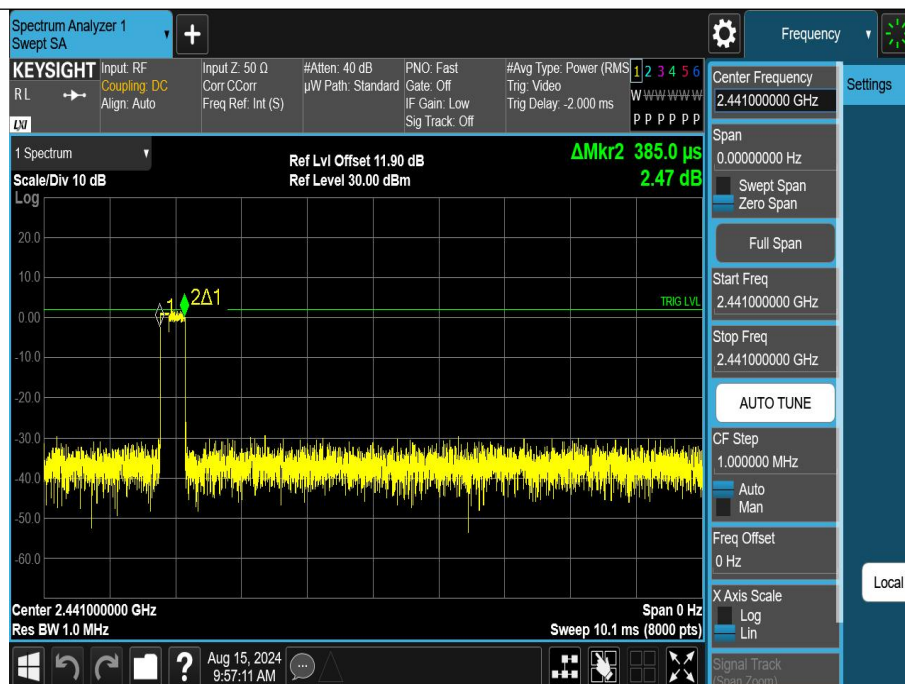 Spectrum Analyzer 1
Swept SA
+
Frequency
KEYSIGHT
RL
LXI
Input: RF
Coupling: DC
Align: Auto
Input Z: 50 Ω
Corr CCorr
Freq Ref: Int (S)
#Atten: 40 dB
µW Path: Standard
PNO: Fast
Gate: Off
IF Gain: Low
Sig Track: Off
#Avg Type: Power (RMS
Trig: Video
Trig Delay: -2.000 ms
1 2 3 4 5 6
W W W W W W
P P P P P P
1 Spectrum
Scale/Div 10 dB
Log
Ref Lvl Offset 11.90 dB
Ref Level 30.00 dBm
ΔMkr2 385.0 µs
2.47 dB
20.0
10.0
0.00
-10.0
-20.0
-30.0
-40.0
-50.0
-60.0
1
2Δ1
TRIG LVL
Center 2.441000000 GHz
Res BW 1.0 MHz
Span 0 Hz
Sweep 10.1 ms (8000 pts)
?
Aug 15, 2024
9:57:11 AM
Center Frequency
2.441000000 GHz
Span
0.00000000 Hz
Swept Span
Zero Span
Full Span
Start Freq
2.441000000 GHz
Stop Freq
2.441000000 GHz
AUTO TUNE
CF Step
1.000000 MHz
Auto
Man
Freq Offset
0 Hz
X Axis Scale
Log
Lin
Signal Track
(Span Zoom)
Settings
Local